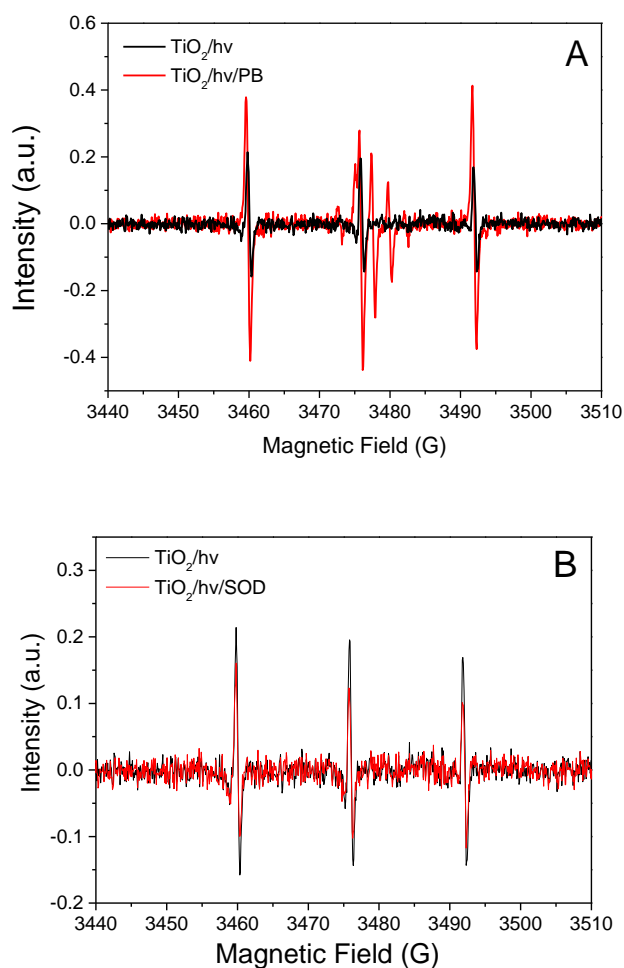 0.6
TiO₂/hv
TiO₂/hv/PB
A
0.4
0.2
0.0
-0.2
-0.4
Intensity (a.u.)
3440 3450 3460 3470 3480 3490 3500 3510
Magnetic Field (G)
TiO₂/hv
TiO₂/hv/SOD
B
0.3
0.2
0.1
0.0
-0.1
-0.2
Intensity (a.u.)
3440 3450 3460 3470 3480 3490 3500 3510
Magnetic Field (G)